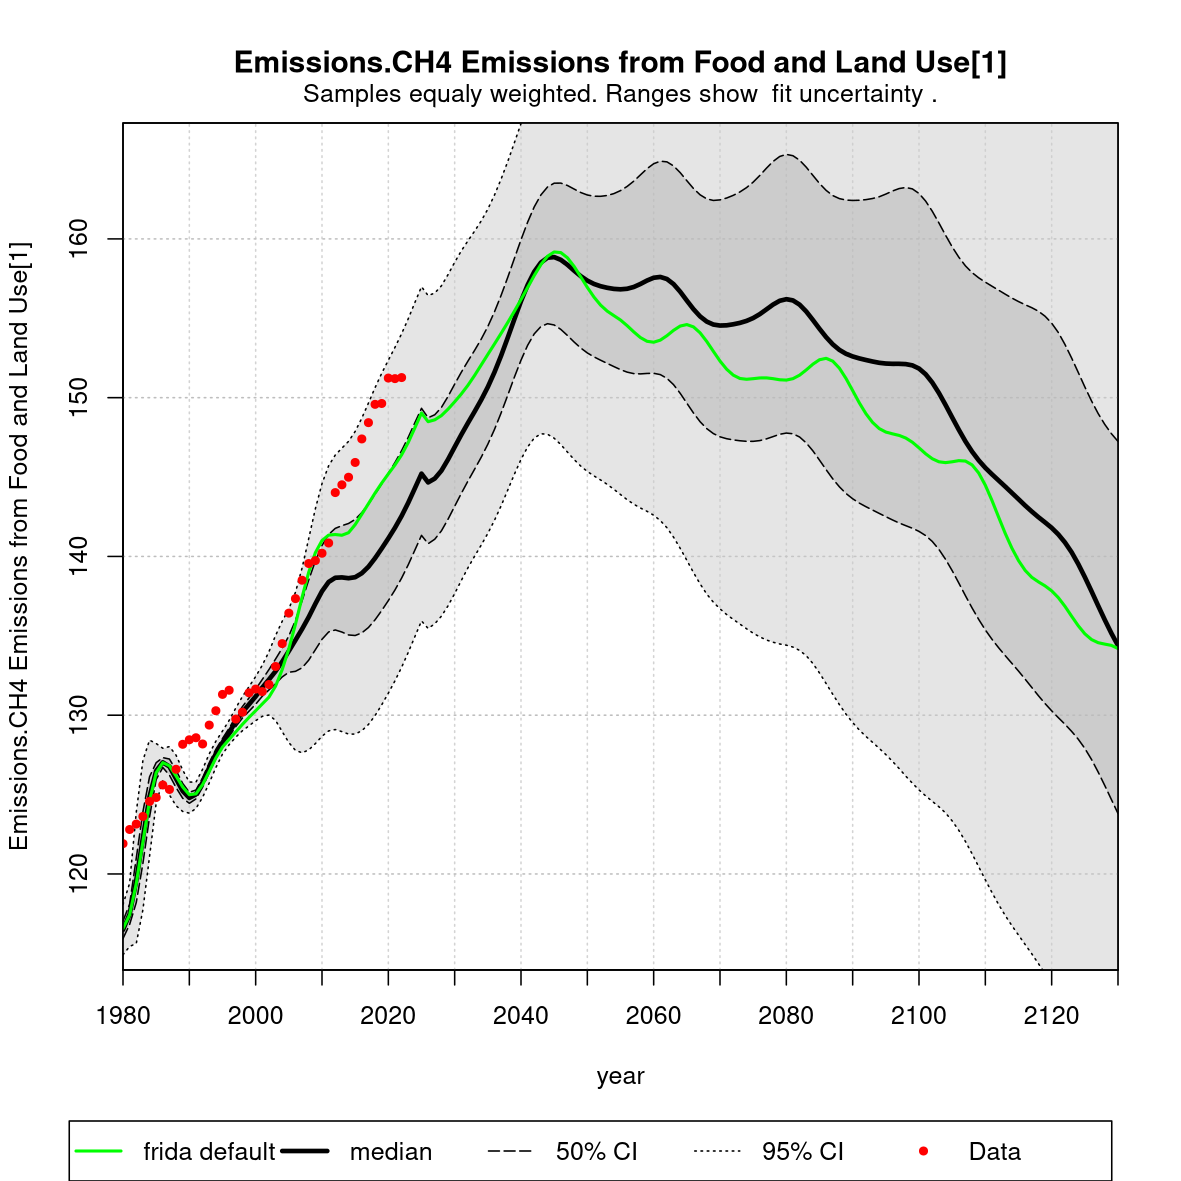 Emissions.CH4 Emissions from Food and Land Use[1]
Samples equaly weighted. Ranges show  fit uncertainty .
Emissions.CH4 Emissions from Food and Land Use[1]
160
150
140
130
120
1980 2000 2020 2040 2060 2080 2100 2120
year
frida default median 50% CI 95% CI Data